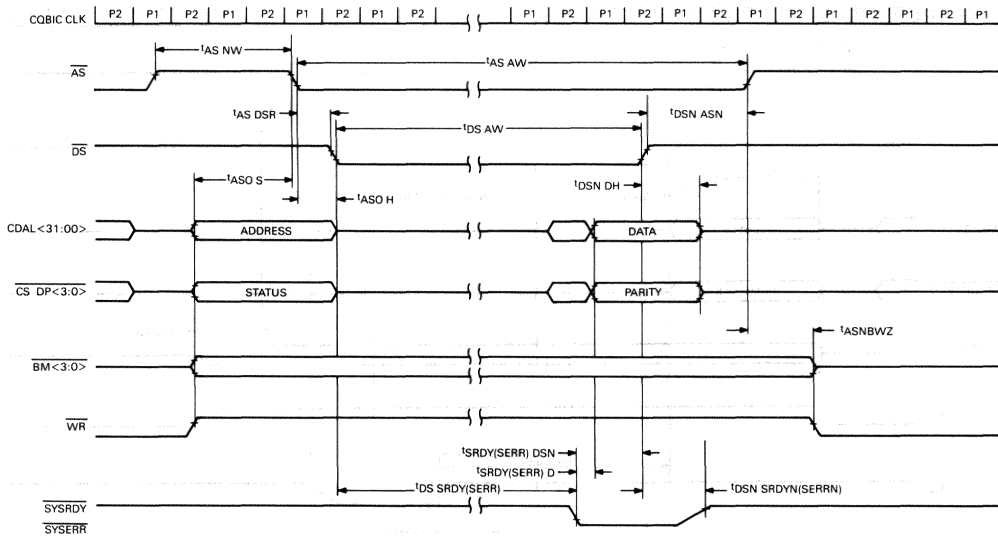 CQBIC CLK P2 P1 P2 P1 P2 P1 P2 P1 P2 P1 P2 P1 P2 P1 P2 P1 P2 P1 P2 P1
tAS NW
tAS AW
AS
tAS DSR
tDSN ASN
tDS AW
DS
tASO S
tDSN DH
tASO H
CDAL<31:00> ADDRESS DATA
CS DP<3:0> STATUS PARITY
tASNBWZ
BM<3:0>
WR
tSRDY(SERR) DSN
tSRDY(SERR) D
tDS SRDY(SERR)
tDSN SRDYN(SERRN)
SYSRDY
SYSERR